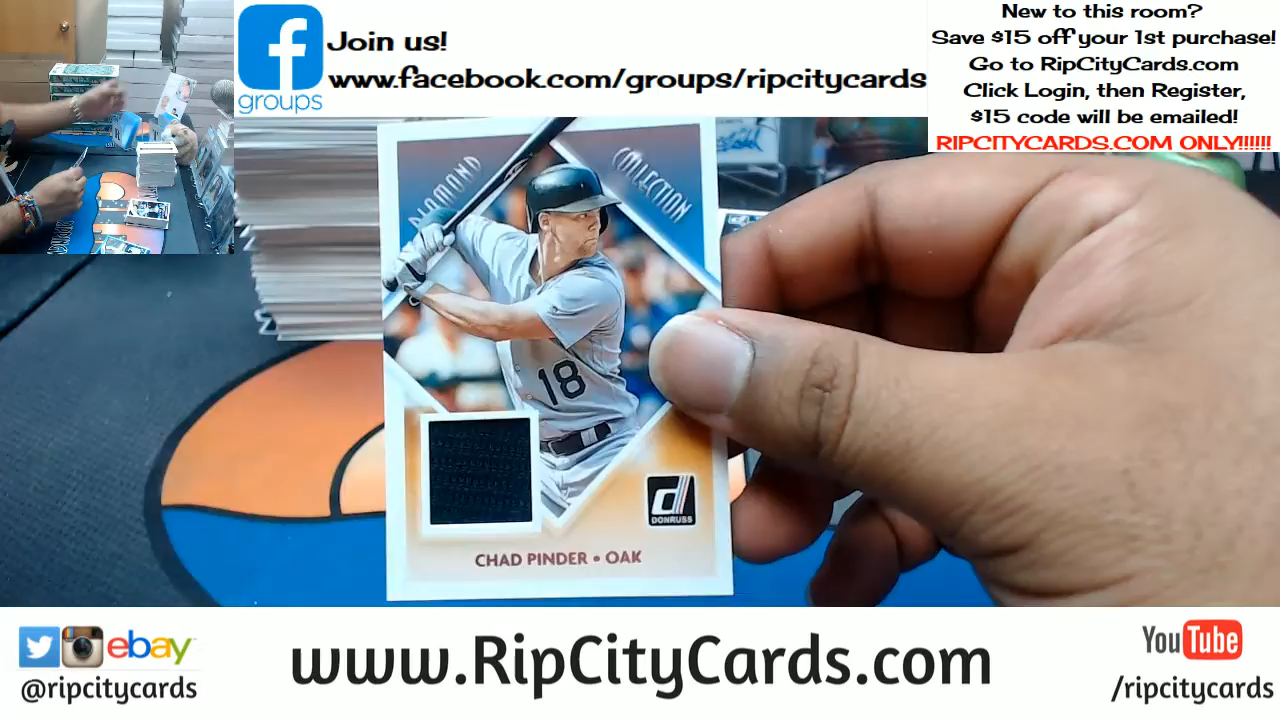 groups
Join us!
www.facebook.com/groups/ripcitycards
New to this room?
Save $15 off your 1st purchase!
Go to RipCityCards.com
Click Login, then Register,
$15 code will be emailed!
RIPCITYCARDS.COM ONLY!!!!!!
DIAMOND
COLLECTION
18
d
DONRUSS
CHAD PINDER • OAK
ebay
@ripcitycards
www.RipCityCards.com
YouTube
/ripcitycards